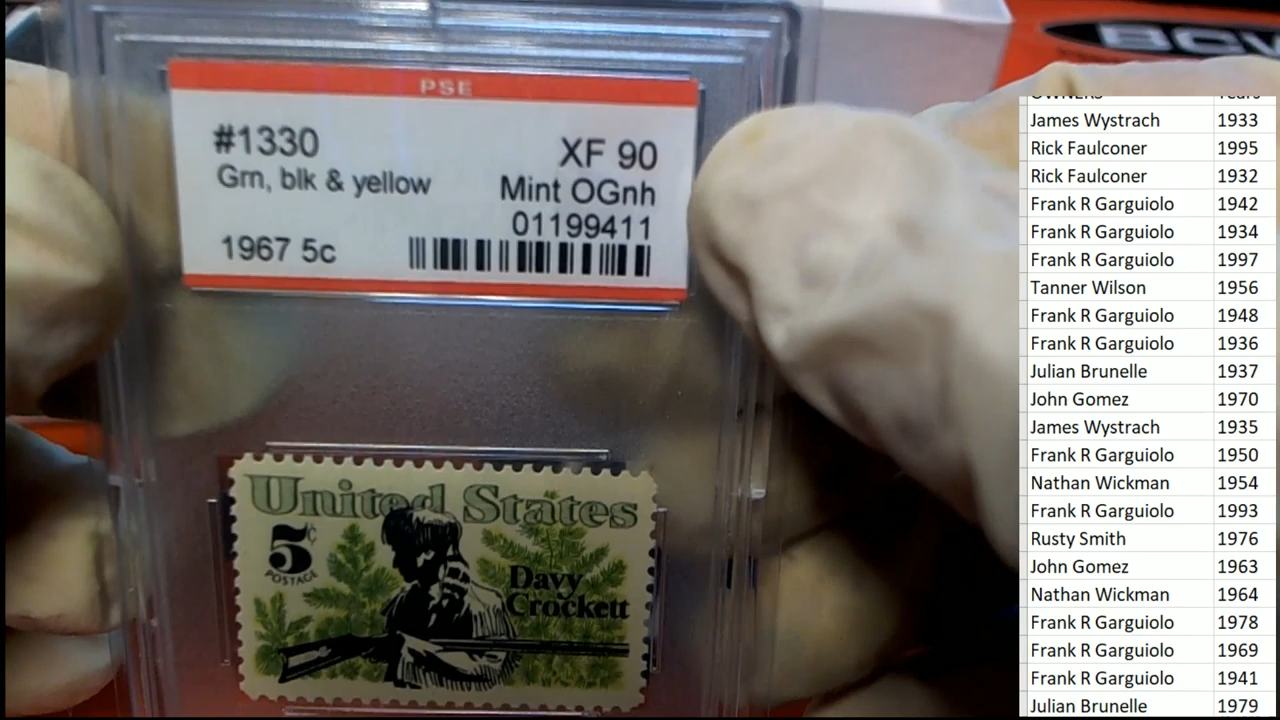 PSE
#1330
XF 90
Grn, blk & yellow
Mint OGnh
01199411
1967 5c
United States
5c
POSTAGE
Davy
Crockett
BCW
OWNERS Years
James Wystrach 1933
Rick Faulconer 1995
Rick Faulconer 1932
Frank R Garguiolo 1942
Frank R Garguiolo 1934
Frank R Garguiolo 1997
Tanner Wilson 1956
Frank R Garguiolo 1948
Frank R Garguiolo 1936
Julian Brunelle 1937
John Gomez 1970
James Wystrach 1935
Frank R Garguiolo 1950
Nathan Wickman 1954
Frank R Garguiolo 1993
Rusty Smith 1976
John Gomez 1963
Nathan Wickman 1964
Frank R Garguiolo 1978
Frank R Garguiolo 1969
Frank R Garguiolo 1941
Julian Brunelle 1979